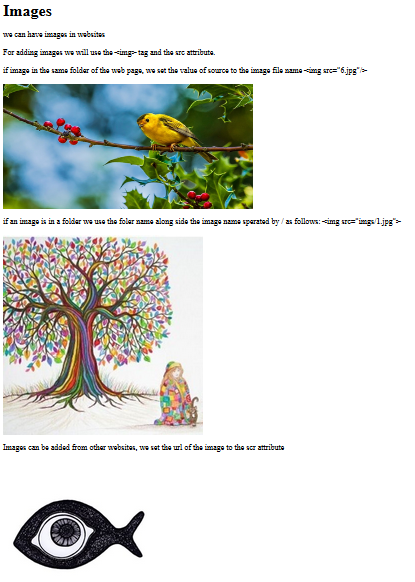 Images
we can have images in websites
For adding images we will use the -<img>- tag and the src attribute.
if image in the same folder of the web page, we set the value of source to the image file name -<img src="6.jpg"/>-
if an image is in a folder we use the foler name along side the image name sperated by / as follows: -<img src="imgs/1.jpg">-
Images can be added from other websites, we set the url of the image to the scr attribute